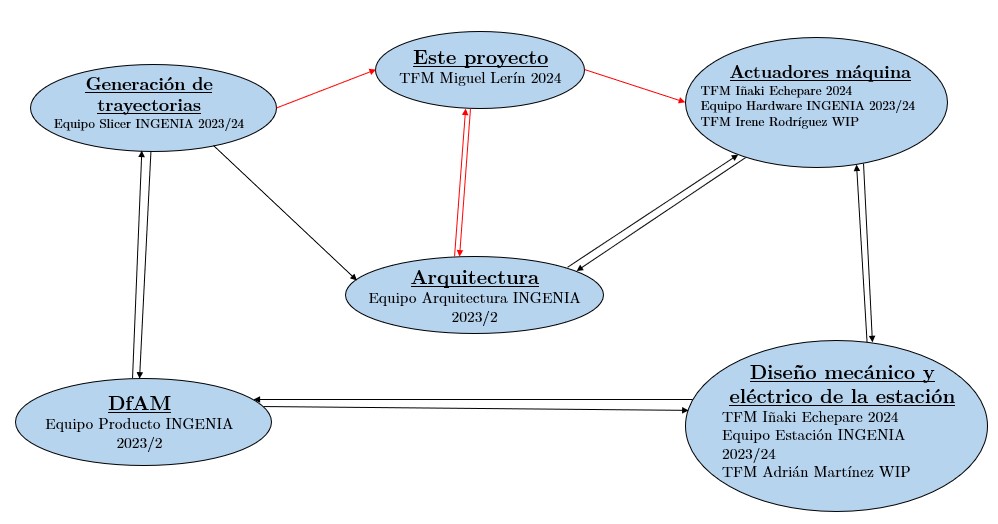 Generación de
trayectorias
Equipo Slicer INGENIA 2023/24
Este proyecto
TFM Miguel Lerín 2024
Actuadores máquina
TFM Iñaki Echepare 2024
Equipo Hardware INGENIA 2023/24
TFM Irene Rodríguez WIP
Arquitectura
Equipo Arquitectura INGENIA
2023/2
DfAM
Equipo Producto INGENIA
2023/2
Diseño mecánico y
eléctrico de la estación
TFM Iñaki Echepare 2024
Equipo Estación INGENIA
2023/24
TFM Adrián Martínez WIP